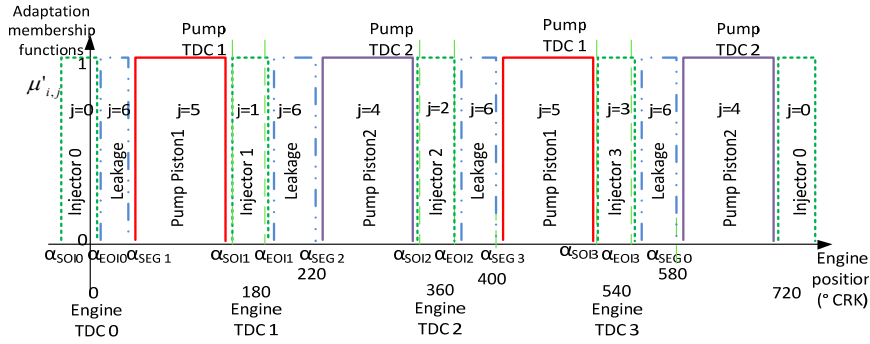 Adaptation
membership
functions
Pump
TDC 1
Pump
TDC 2
Pump
TDC 1
Pump
TDC 2
1
μ'i,j
j=0
j=6
j=5
j=1
j=6
j=4
j=2
j=6
j=5
j=3
j=6
j=4
j=0
Injector 0
Leakage
Pump Piston1
Injector 1
Leakage
Pump Piston2
Injector 2
Leakage
Pump Piston1
Injector 3
Leakage
Pump Piston2
Injector 0
0
αSOI0
αEOI0
αSEG 1
αSOI1
αEOI1
αSEG 2
αSOI2
αEOI2
αSEG 3
αSOI3
αEOI3
αSEG 0
Engine
position
(° CRK)
0
180
220
360
400
540
580
720
Engine
TDC 0
Engine
TDC 1
Engine
TDC 2
Engine
TDC 3